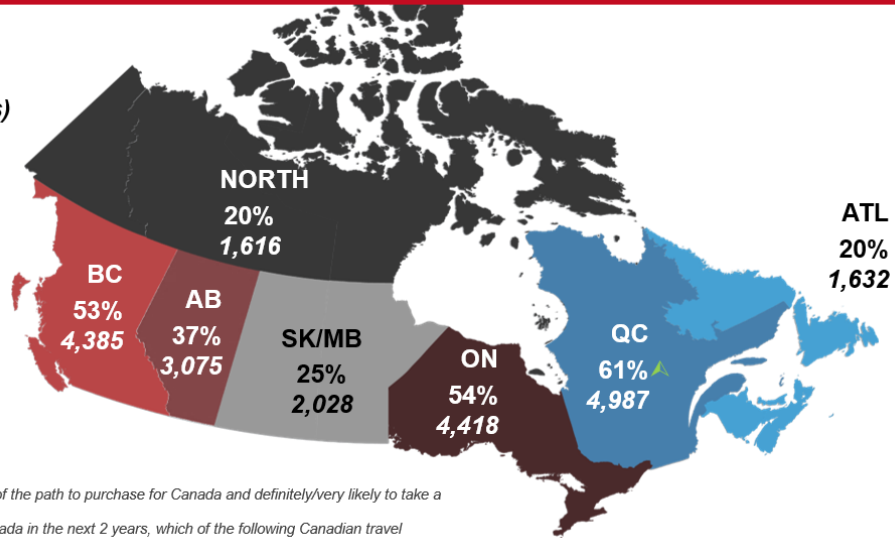 s)
NORTH
20%
1,616
BC
53%
4,385
AB
37%
3,075
SK/MB
25%
2,028
ON
54%
4,418
QC
61%
4,987
ATL
20%
1,632
of the path to purchase for Canada and definitely/very likely to take a
ada in the next 2 years, which of the following Canadian travel